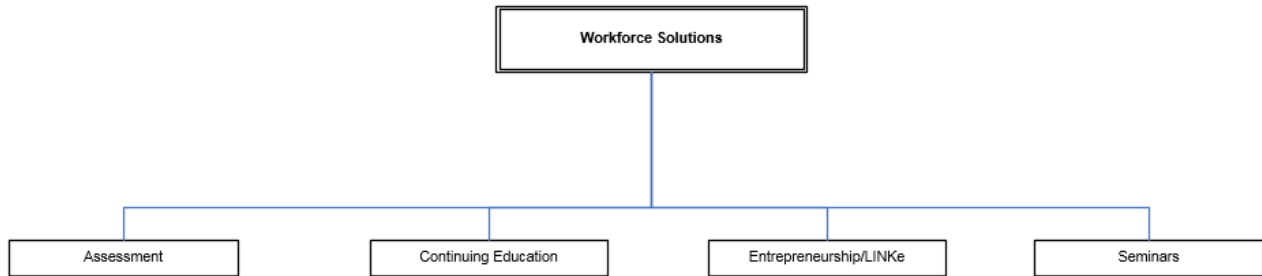 Workforce Solutions
Assessment
Continuing Education
Entrepreneurship/LINKe
Seminars